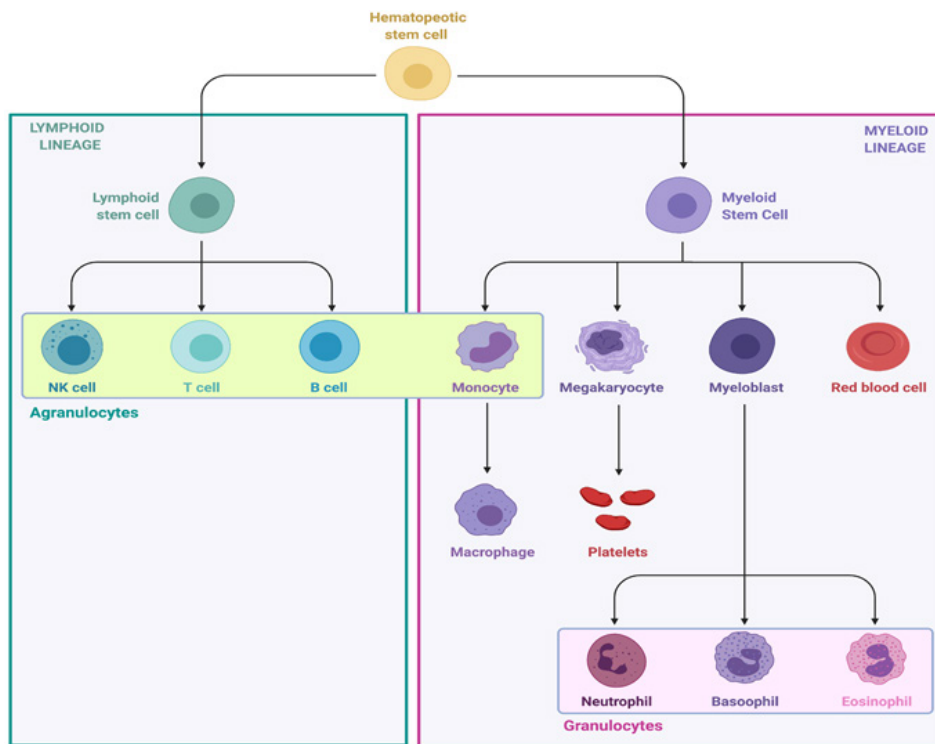 Hematopeotic
stem cell
LYMPHOID
LINEAGE
MYELOID
LINEAGE
Lymphoid
stem cell
Myeloid
Stem Cell
NK cell
T cell
B cell
Monocyte
Megakaryocyte
Myeloblast
Red blood cell
Agranulocytes
Macrophage
Platelets
Neutrophil
Basoophil
Eosinophil
Granulocytes